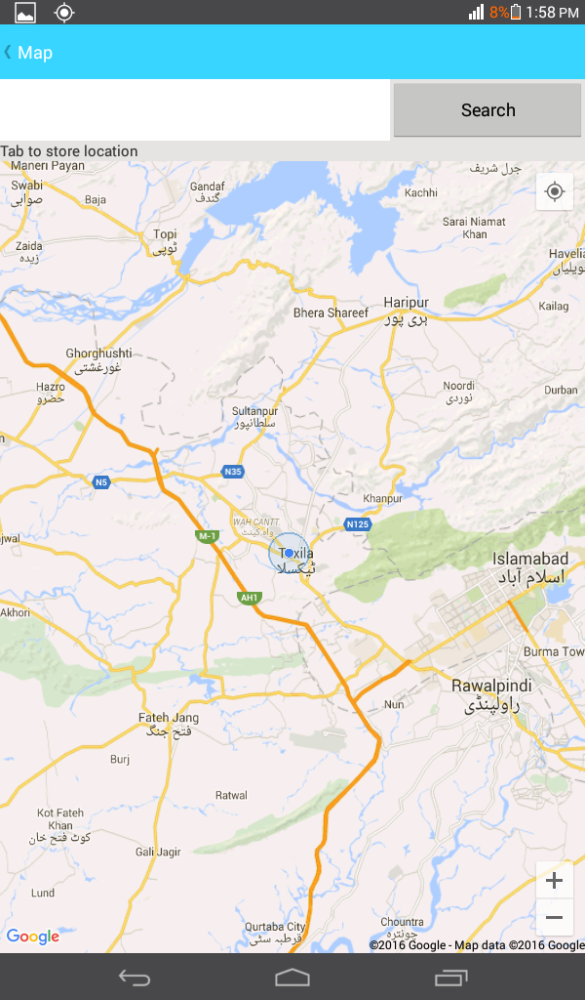 8% 1:58 PM
Map
Search
Tab to store location
Maneri Payan
جرل شریف
Swabi
صوابی
Baja
Gandaf
گندف
Kachhi
Topi
ٹوپی
Sarai Niamat
Khan
Zaida
زیدہ
Havelia
حویلیاں
Bhera Shareef
Haripur
ہری پور
Kailag
Ghorghushti
غورغشتی
Hazro
حضرو
Noordi
نوردی
Durban
Sultanpur
سلطانپور
n
N5
N35
Khanpur
WAH CANTT.
واہ کینٹ
N125
M-1
jwal
Taxila
ٹیکسلا
Islamabad
اسلام آباد
AH1
Akhori
Burma Tow
Rawalpindi
راولپنڈی
Nun
Fateh Jang
فتح جنگ
Burj
Ratwal
Kot Fateh
Khan
کوٹ فتح خان
Gali Jagir
Lund
Qurtaba City
قرطبہ سٹی
Chountra
چونترہ
Google
©2016 Google - Map data ©2016 Google